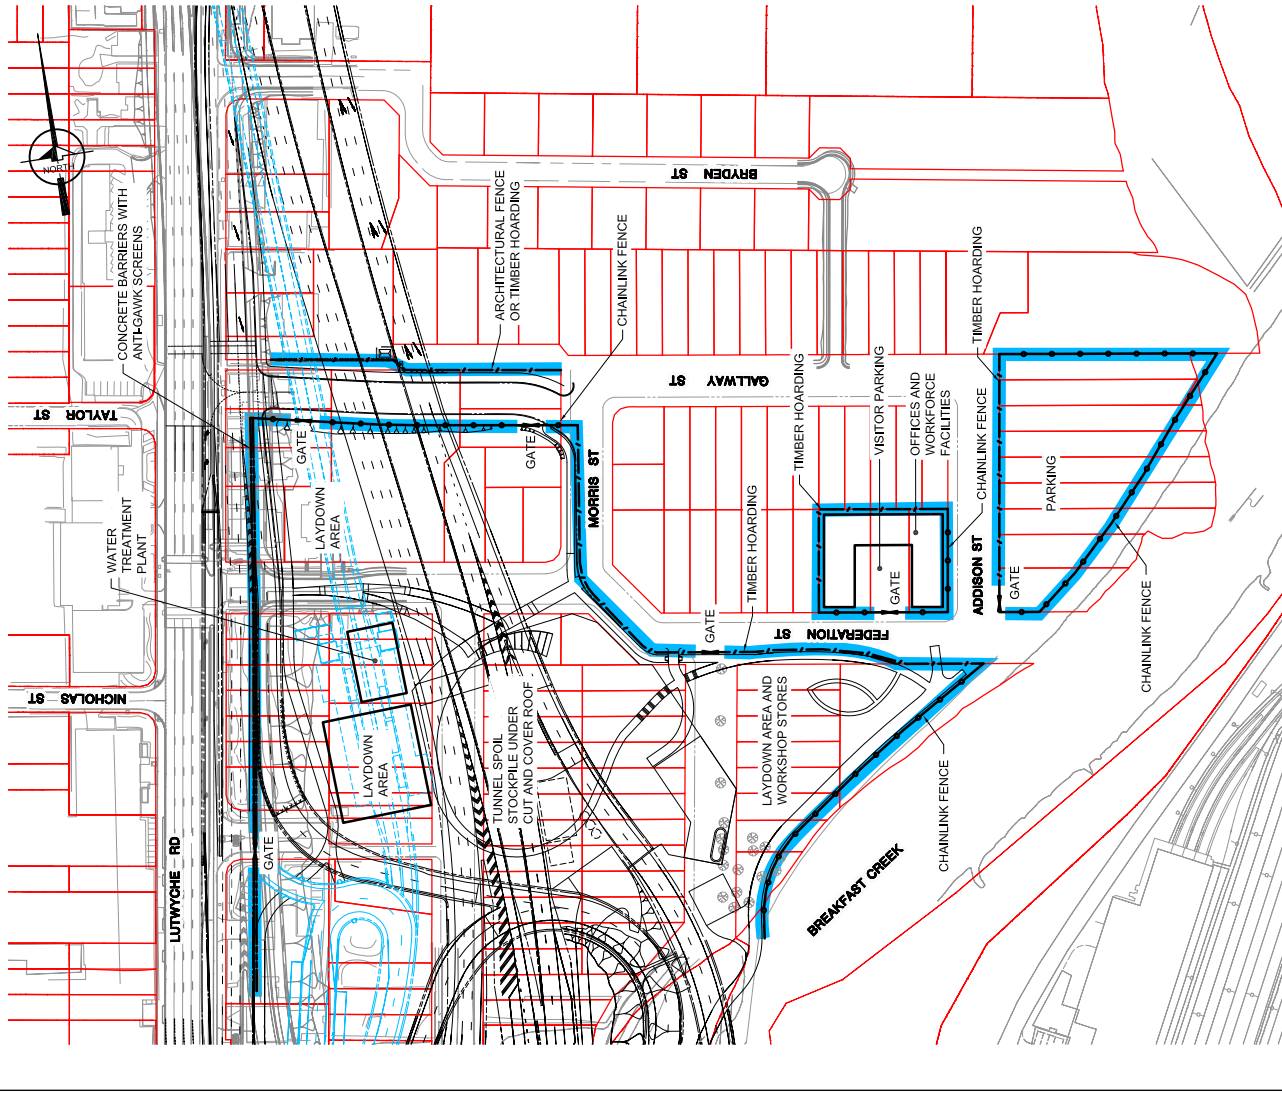 NORTH
CONCRETE BARRIERS WITH
ANTI-GAWK SCREENS
TAYLOR
ST
WATER
TREATMENT
PLANT
NICHOLAS
ST
LUTWYCHE RD
GATE
LAYDOWN
AREA
GATE
LAYDOWN
AREA
GATE
TUNNEL SPOIL
STOCKPILE UNDER
CUT AND COVER ROOF
ARCHITECTURAL FENCE
OR TIMBER HOARDING
CHAINLINK FENCE
BRYDEN
ST
GALLWAY
ST
MORRIS ST
TIMBER HOARDING
VISITOR PARKING
OFFICES AND
WORKFORCE
FACILITIES
GATE
CHAINLINK FENCE
TIMBER HOARDING
PARKING
GATE
ADDISON ST
CHAINLINK FENCE
TIMBER HOARDING
GATE
FEDERATION
ST
LAYDOWN AREA AND
WORKSHOP STORES
CHAINLINK FENCE
BREAKFAST CREEK